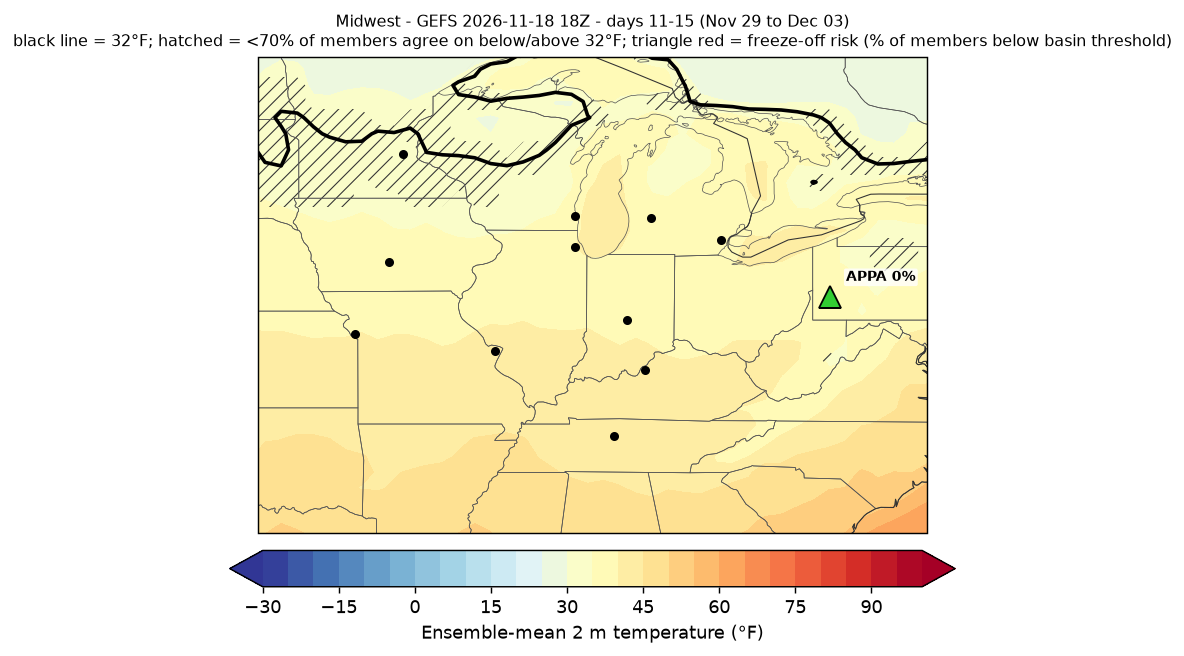 Midwest - GEFS 2026-11-18 18Z - days 11-15 (Nov 29 to Dec 03)
black line = 32°F; hatched = <70% of members agree on below/above 32°F; triangle red = freeze-off risk (% of members below basin threshold)
APPA 0%
−30 −15 0 15 30 45 60 75 90
Ensemble-mean 2 m temperature (°F)